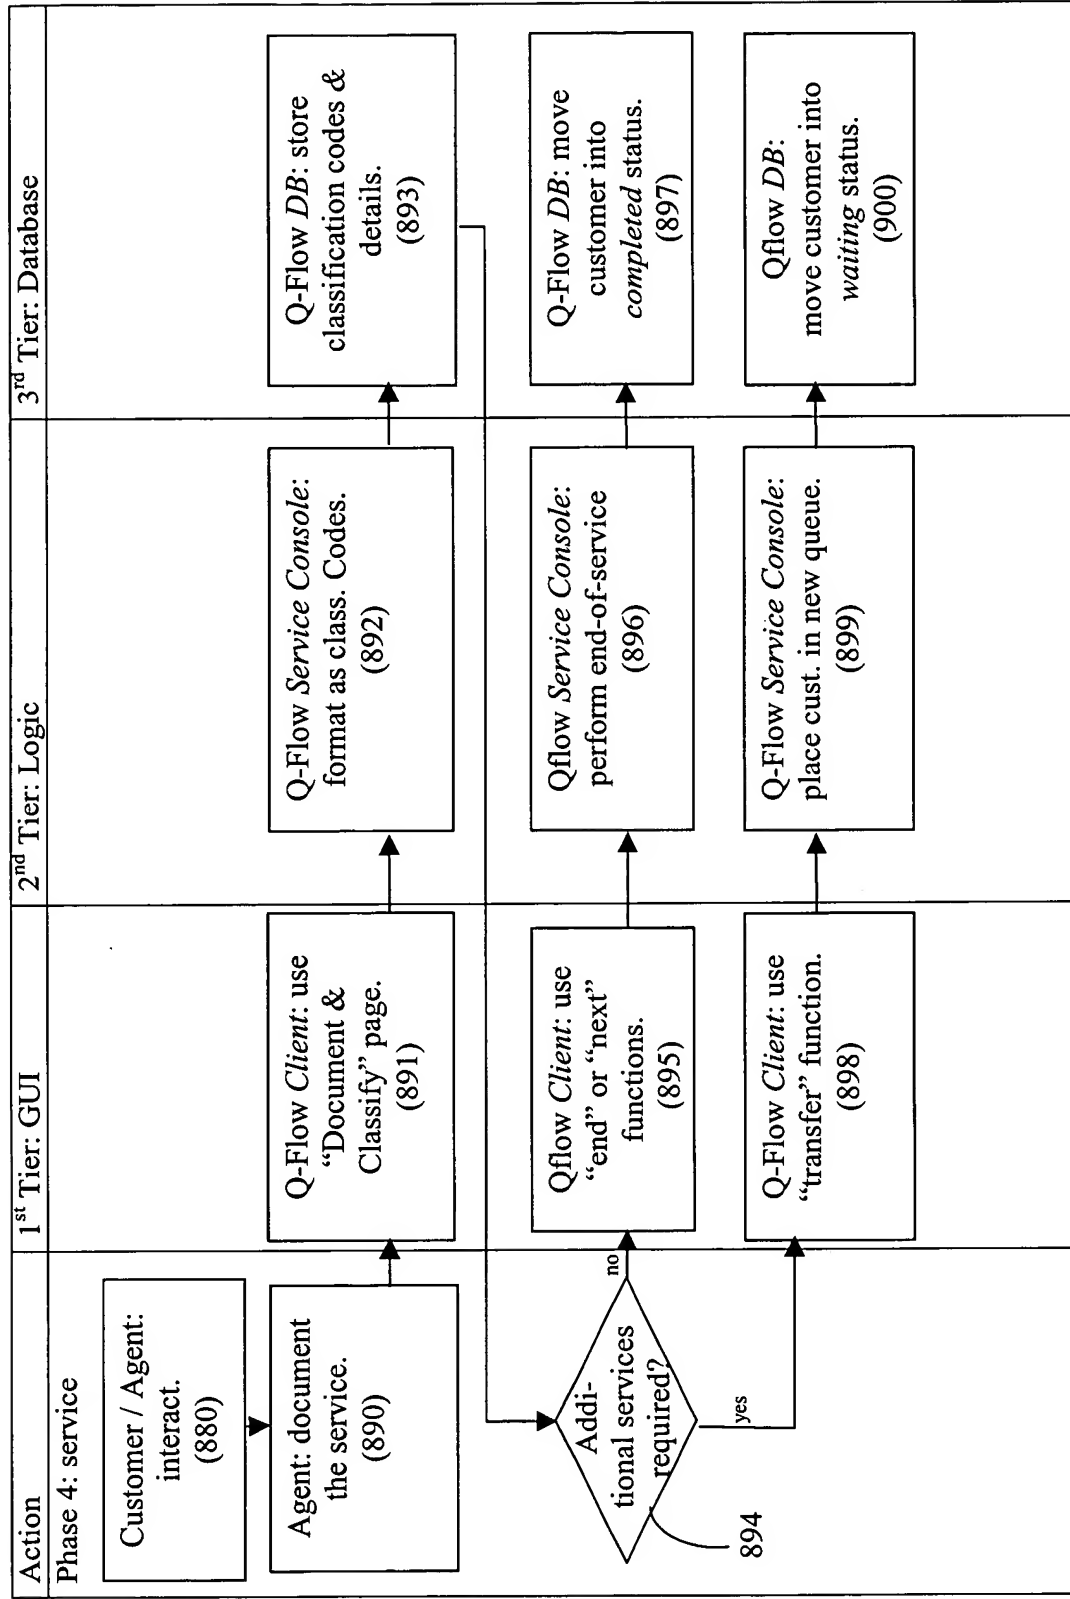 Action
1st Tier: GUI
2nd Tier: Logic
3rd Tier: Database
Phase 4: service
Customer / Agent:
interact.
(880)
Agent: document
the service.
(890)
Q-Flow Client: use
“Document &
Classify” page.
(891)
Q-Flow Service Console:
format as class. Codes.
(892)
Q-Flow DB: store
classification codes &
details.
(893)
Addi-
tional services
required?
894
no
yes
Qflow Client: use
“end” or “next”
functions.
(895)
Qflow Service Console:
perform end-of-service
(896)
Q-Flow DB: move
customer into
completed status.
(897)
Q-Flow Client: use
“transfer” function.
(898)
Q-Flow Service Console:
place cust. in new queue.
(899)
Qflow DB:
move customer into
waiting status.
(900)